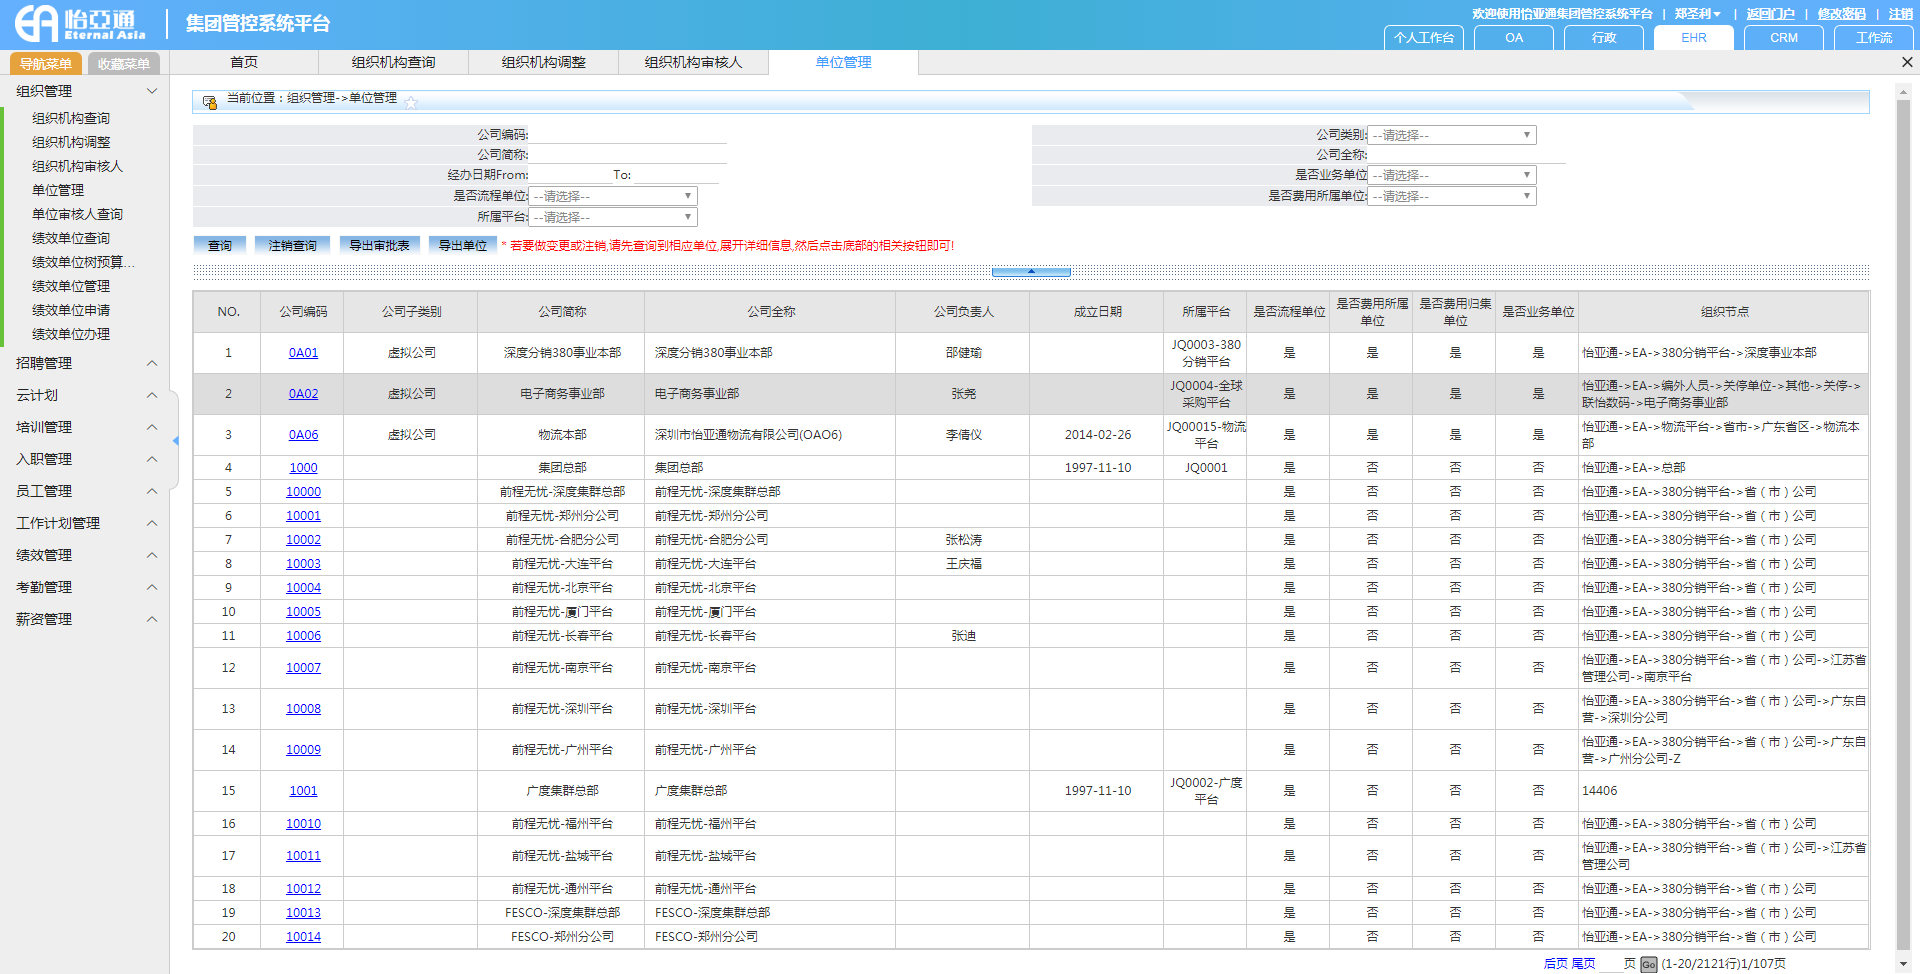 怡亞通 Eternal Asia
集团管控系统平台
欢迎使用怡亚通集团管控系统平台 | 郑圣利 ▾ | 返回门户 | 修改密码 | 注销
个人工作台 OA 行政 EHR CRM 工作流
导航菜单 收藏菜单
首页 组织机构查询 组织机构调整 组织机构审核人 单位管理
组织管理
组织机构查询
组织机构调整
组织机构审核人
单位管理
单位审核人查询
绩效单位查询
绩效单位树预算...
绩效单位管理
绩效单位申请
绩效单位办理
招聘管理
云计划
培训管理
入职管理
员工管理
工作计划管理
绩效管理
考勤管理
薪资管理
当前位置：组织管理->单位管理
公司编码: 公司类别: --请选择--
公司简称: 公司全称:
经办日期From: To: 是否业务单位 --请选择--
是否流程单位: --请选择-- 是否费用所属单位: --请选择--
所属平台: --请选择--
查询 注销查询 导出审批表 导出单位 * 若要做变更或注销,请先查询到相应单位,展开详细信息,然后点击底部的相关按钮即可!
NO. 公司编码 公司子类别 公司简称 公司全称 公司负责人 成立日期 所属平台 是否流程单位 是否费用所属单位 是否费用归集单位 是否业务单位 组织节点
1 0A01 虚拟公司 深度分销380事业本部 深度分销380事业本部 邵健瑜 JQ0003-380分销平台 是 是 是 是 怡亚通->EA->380分销平台->深度事业本部
2 0A02 虚拟公司 电子商务事业部 电子商务事业部 张尧 JQ0004-全球采购平台 是 是 是 是 怡亚通->EA->编外人员->关停单位->其他->关停->联怡数码->电子商务事业部
3 0A06 虚拟公司 物流本部 深圳市怡亚通物流有限公司(OAO6) 李倩仪 2014-02-26 JQ00015-物流平台 是 是 是 是 怡亚通->EA->物流平台->省市->广东省区->物流本部
4 1000 集团总部 集团总部 1997-11-10 JQ0001 是 否 否 否 怡亚通->EA->总部
5 10000 前程无忧-深度集群总部 前程无忧-深度集群总部 是 否 否 否 怡亚通->EA->380分销平台->省（市）公司
6 10001 前程无忧-郑州分公司 前程无忧-郑州分公司 是 否 否 否 怡亚通->EA->380分销平台->省（市）公司
7 10002 前程无忧-合肥分公司 前程无忧-合肥分公司 张松涛 是 否 否 否 怡亚通->EA->380分销平台->省（市）公司
8 10003 前程无忧-大连平台 前程无忧-大连平台 王庆福 是 否 否 否 怡亚通->EA->380分销平台->省（市）公司
9 10004 前程无忧-北京平台 前程无忧-北京平台 是 否 否 否 怡亚通->EA->380分销平台->省（市）公司
10 10005 前程无忧-厦门平台 前程无忧-厦门平台 是 否 否 否 怡亚通->EA->380分销平台->省（市）公司
11 10006 前程无忧-长春平台 前程无忧-长春平台 张迪 是 否 否 否 怡亚通->EA->380分销平台->省（市）公司
12 10007 前程无忧-南京平台 前程无忧-南京平台 是 否 否 否 怡亚通->EA->380分销平台->省（市）公司->江苏省管理公司->南京平台
13 10008 前程无忧-深圳平台 前程无忧-深圳平台 是 否 否 否 怡亚通->EA->380分销平台->省（市）公司->广东自营->深圳分公司
14 10009 前程无忧-广州平台 前程无忧-广州平台 是 否 否 否 怡亚通->EA->380分销平台->省（市）公司->广东自营->广州分公司-Z
15 1001 广度集群总部 广度集群总部 1997-11-10 JQ0002-广度平台 是 否 否 否 14406
16 10010 前程无忧-福州平台 前程无忧-福州平台 是 否 否 否 怡亚通->EA->380分销平台->省（市）公司
17 10011 前程无忧-盐城平台 前程无忧-盐城平台 是 否 否 否 怡亚通->EA->380分销平台->省（市）公司->江苏省管理公司
18 10012 前程无忧-通州平台 前程无忧-通州平台 是 否 否 否 怡亚通->EA->380分销平台->省（市）公司
19 10013 FESCO-深度集群总部 FESCO-深度集群总部 是 否 否 否 怡亚通->EA->380分销平台->省（市）公司
20 10014 FESCO-郑州分公司 FESCO-郑州分公司 是 否 否 否 怡亚通->EA->380分销平台->省（市）公司
后页 尾页 页 Go (1-20/2121行)1/107页